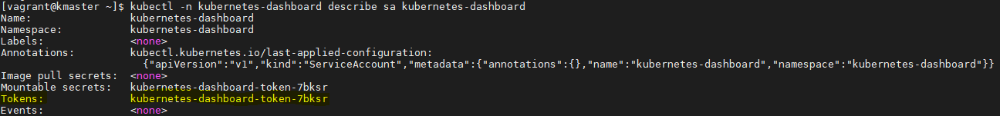 [vagrant@kmaster ~]$ kubectl -n kubernetes-dashboard describe sa kubernetes-dashboard
Name:                kubernetes-dashboard
Namespace:           kubernetes-dashboard
Labels:              <none>
Annotations:         kubectl.kubernetes.io/last-applied-configuration:
                       {"apiVersion":"v1","kind":"ServiceAccount","metadata":{"annotations":{},"name":"kubernetes-dashboard","namespace":"kubernetes-dashboard"}}
Image pull secrets:  <none>
Mountable secrets:   kubernetes-dashboard-token-7bksr
Tokens:              kubernetes-dashboard-token-7bksr
Events:              <none>